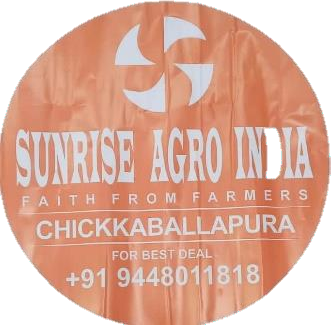 SUNRISE AGRO INDIA
FAITH FROM FARMERS
CHICKKABALLAPURA
FOR BEST DEAL
+91 9448011818